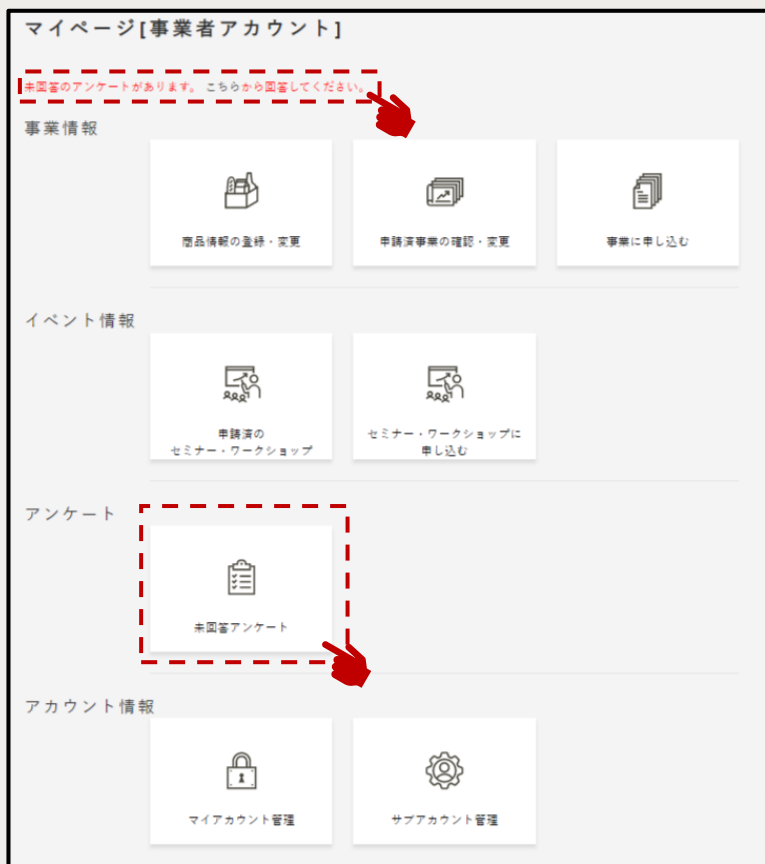 マイページ[事業者アカウント]
未回答のアンケートがあります。 こちらから回答してください。
事業情報
商品情報の登録・変更
申請済事業の確認・変更
事業に申し込む
イベント情報
申請済の
セミナー・ワークショップ
セミナー・ワークショップに
申し込む
アンケート
未回答アンケート
アカウント情報
マイアカウント管理
サブアカウント管理